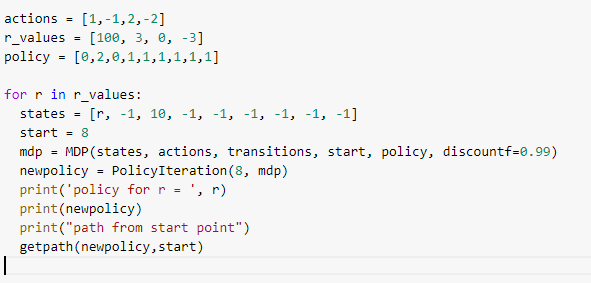 actions = [1,-1,2,-2]
r_values = [100, 3, 0, -3]
policy = [0,2,0,1,1,1,1,1,1]
for r in r_values:
  states = [r, -1, 10, -1, -1, -1, -1, -1, -1]
  start = 8
  mdp = MDP(states, actions, transitions, start, policy, discountf=0.99)
  newpolicy = PolicyIteration(8, mdp)
  print('policy for r = ', r)
  print(newpolicy)
  print("path from start point")
  getpath(newpolicy,start)